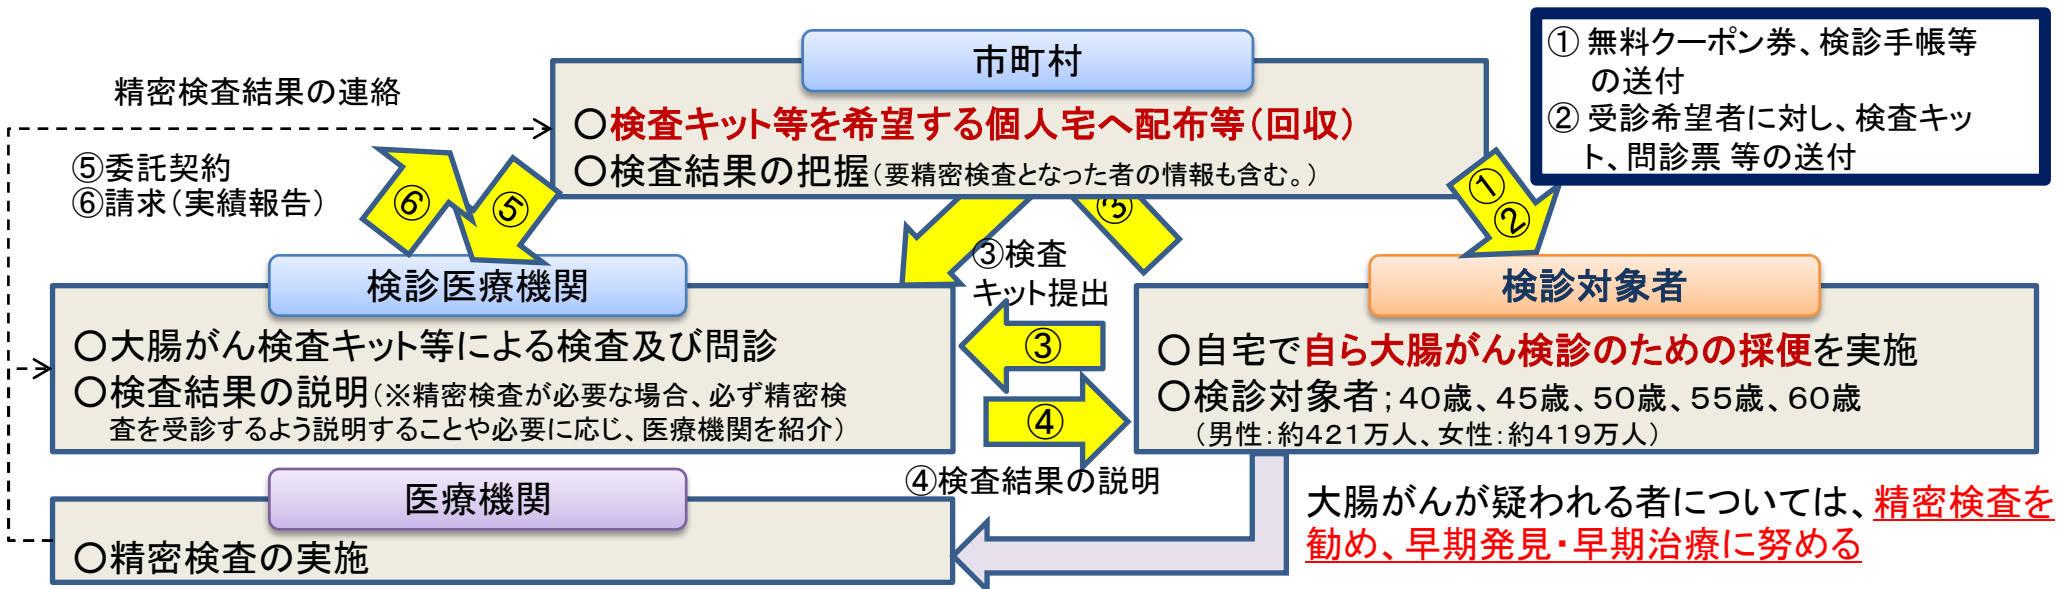 市町村
○検査キット等を希望する個人宅へ配布等(回収)
○検査結果の把握(要精密検査となった者の情報も含む。)
① 無料クーポン券、検診手帳等
の送付
② 受診希望者に対し、検査キッ
ト、問診票 等の送付
精密検査結果の連絡
⑤委託契約
⑥請求(実績報告)
⑥
⑤
③
①
②
③検査
キット提出
③
④
④検査結果の説明
検診医療機関
○大腸がん検査キット等による検査及び問診
○検査結果の説明(※精密検査が必要な場合、必ず精密検
査を受診するよう説明することや必要に応じ、医療機関を紹介)
検診対象者
○自宅で自ら大腸がん検診のための採便を実施
○検診対象者;40歳、45歳、50歳、55歳、60歳
(男性:約421万人、女性:約419万人)
医療機関
○精密検査の実施
大腸がんが疑われる者については、精密検査を
勧め、早期発見・早期治療に努める